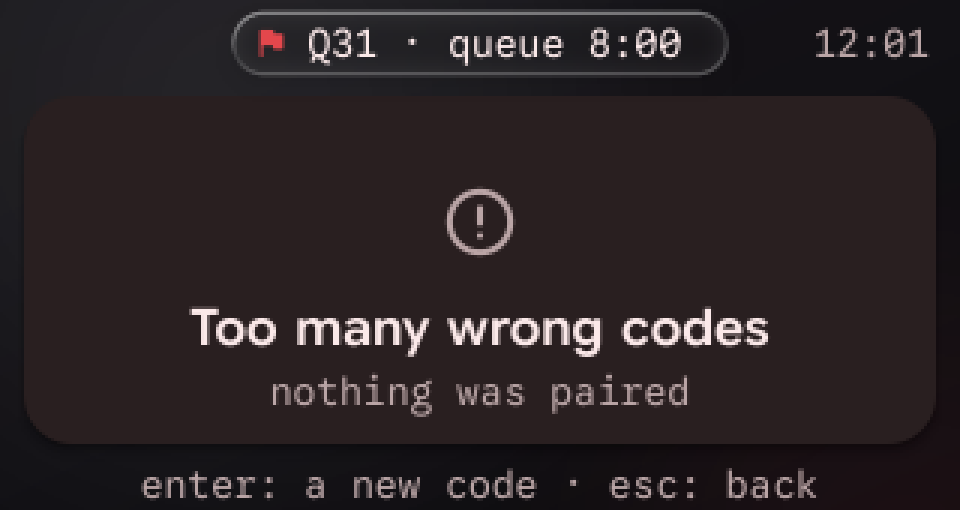 Q31 · queue 8:00
12:01
Too many wrong codes
nothing was paired
enter: a new code · esc: back